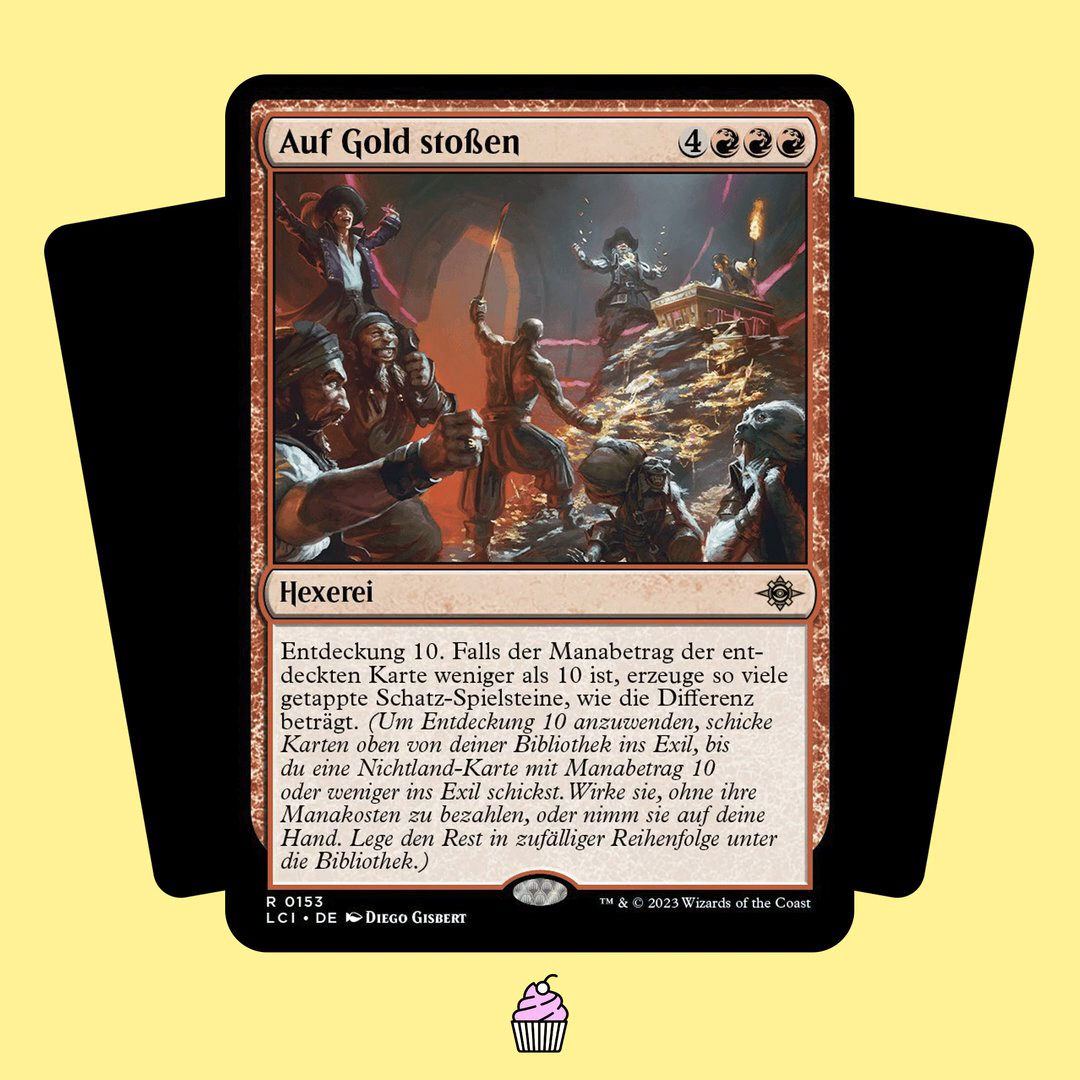 Auf Gold stoßen 4
Hexerei
Entdeckung 10. Falls der Manabetrag der ent-
deckten Karte weniger als 10 ist, erzeuge so viele
getappte Schatz-Spielsteine, wie die Differenz
beträgt. (Um Entdeckung 10 anzuwenden, schicke
Karten oben von deiner Bibliothek ins Exil, bis
du eine Nichtland-Karte mit Manabetrag 10
oder weniger ins Exil schickst. Wirke sie, ohne ihre
Manakosten zu bezahlen, oder nimm sie auf deine
Hand. Lege den Rest in zufälliger Reihenfolge unter
die Bibliothek.)
R 0153
LCI • DE DIEGO GISBERT
™ & © 2023 Wizards of the Coast